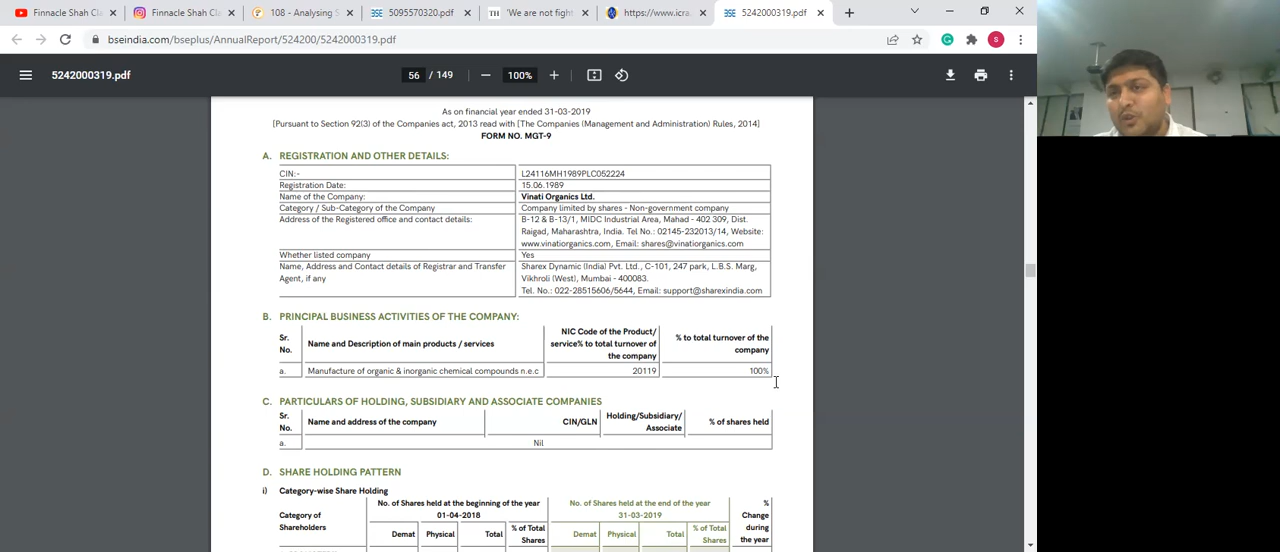 Finnacle Shah Cla
Finnacle Shah Cla
108 - Analysing S
5095570320.pdf
'We are not fight
https://www.icra.
5242000319.pdf
bseindia.com/bseplus/AnnualReport/524200/5242000319.pdf
S
5242000319.pdf
56 / 149
100%
As on financial year ended 31-03-2019
[Pursuant to Section 92(3) of the Companies act, 2013 read with [The Companies (Management and Administration) Rules, 2014]
FORM NO. MGT-9
A. REGISTRATION AND OTHER DETAILS:
CIN:- L24116MH1989PLC052224
Registration Date: 15.06.1989
Name of the Company: Vinati Organics Ltd.
Category / Sub-Category of the Company Company limited by shares - Non-government company
Address of the Registered office and contact details: B-12 & B-13/1, MIDC Industrial Area, Mahad - 402 309, Dist.
Raigad, Maharashtra, India. Tel No.: 02145-232013/14, Website:
www.vinatiorganics.com, Email: shares@vinatiorganics.com
Whether listed company Yes
Name, Address and Contact details of Registrar and Transfer Sharex Dynamic (India) Pvt. Ltd., C-101, 247 park, L.B.S. Marg,
Agent, if any Vikhroli (West), Mumbai - 400083.
Tel. No.: 022-28515606/5644, Email: support@sharexindia.com
B. PRINCIPAL BUSINESS ACTIVITIES OF THE COMPANY:
Sr.
No.
Name and Description of main products / services
NIC Code of the Product/
service% to total turnover of
the company
% to total turnover of the
company
a. Manufacture of organic & inorganic chemical compounds n.e.c 20119 100%
C. PARTICULARS OF HOLDING, SUBSIDIARY AND ASSOCIATE COMPANIES
Sr.
No.
Name and address of the company
CIN/GLN
Holding/Subsidiary/
Associate
% of shares held
a. Nil
D. SHARE HOLDING PATTERN
i) Category-wise Share Holding
Category of
Shareholders
No. of Shares held at the beginning of the year
01-04-2018
No. of Shares held at the end of the year
31-03-2019
%
Change
during
the year
Demat Physical Total % of Total
Shares
Demat Physical Total % of Total
Shares